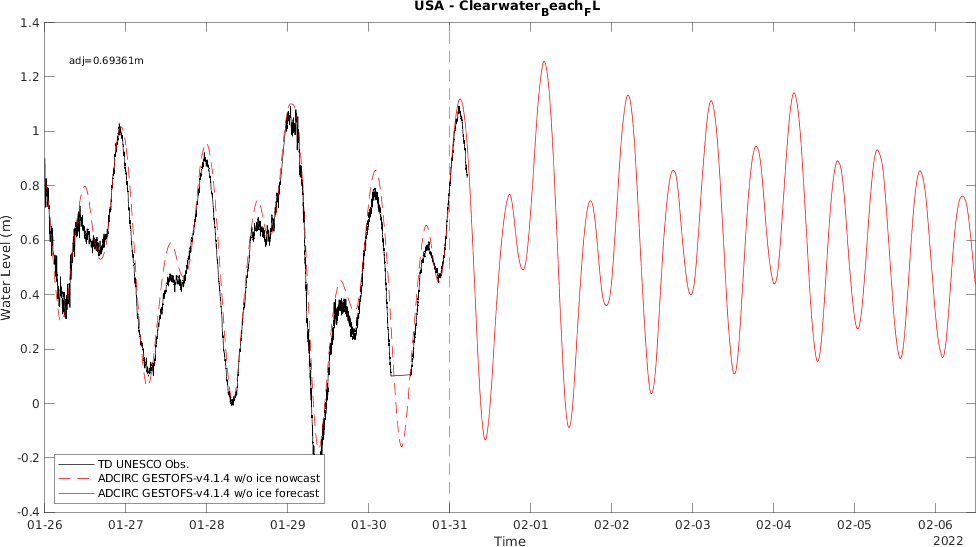 USA - ClearwaterBeachFL
1.4
adj=0.69361m
1.2
1
0.8
0.6
0.4
0.2
0
-0.2
-0.4
Water Level (m)
TD UNESCO Obs.
ADCIRC GESTOFS-v4.1.4 w/o ice nowcast
ADCIRC GESTOFS-v4.1.4 w/o ice forecast
01-26 01-27 01-28 01-29 01-30 01-31 02-01 02-02 02-03 02-04 02-05 02-06
Time
2022